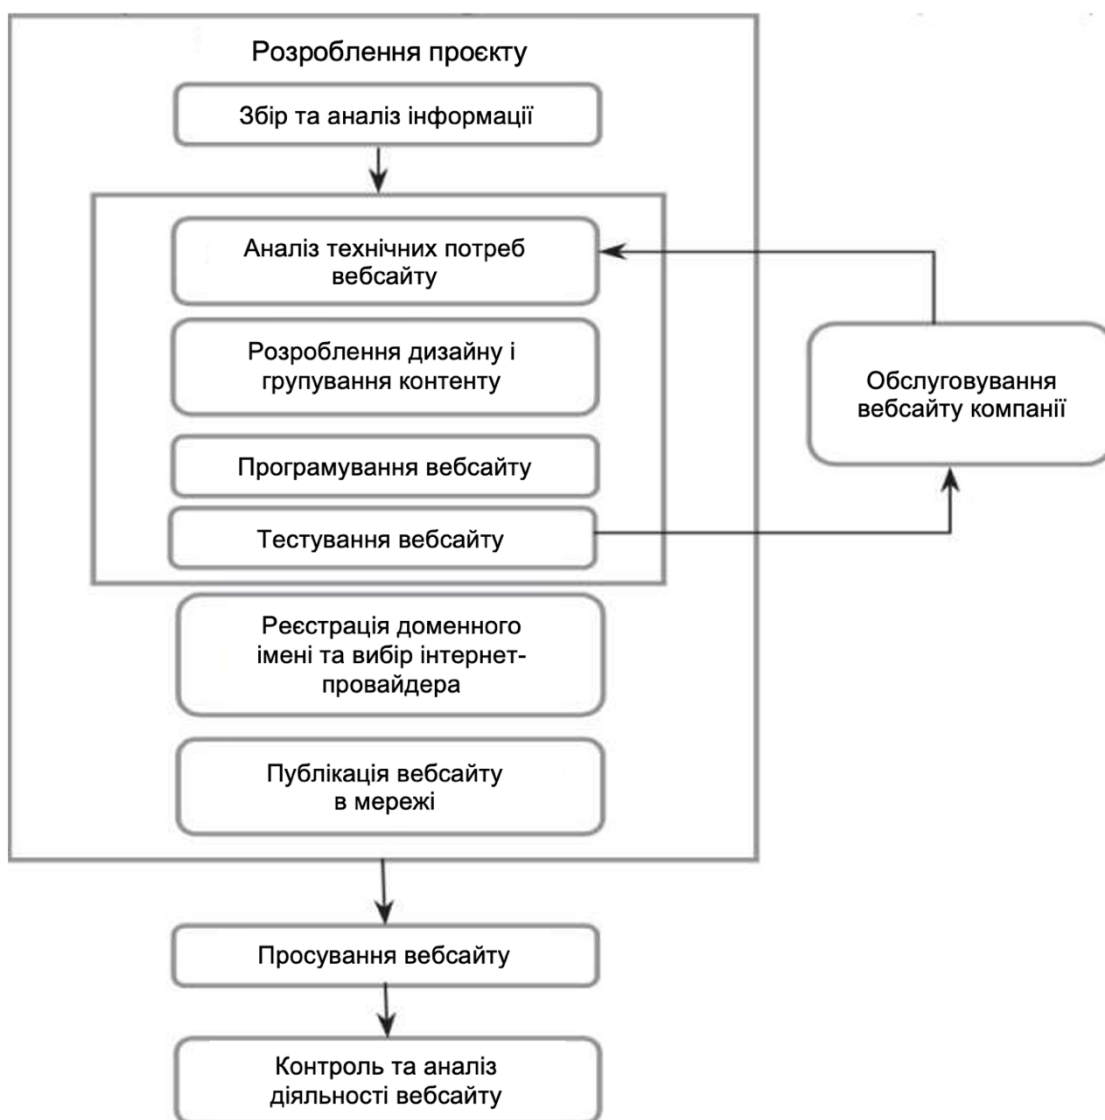 Розроблення проєкту
Збір та аналіз інформації
Аналіз технічних потреб
вебсайту
Розроблення дизайну і
групування контенту
Програмування вебсайту
Тестування вебсайту
Обслуговування
вебсайту компанії
Реєстрація доменного
імені та вибір інтернет-
провайдера
Публікація вебсайту
в мережі
Просування вебсайту
Контроль та аналіз
діяльності вебсайту